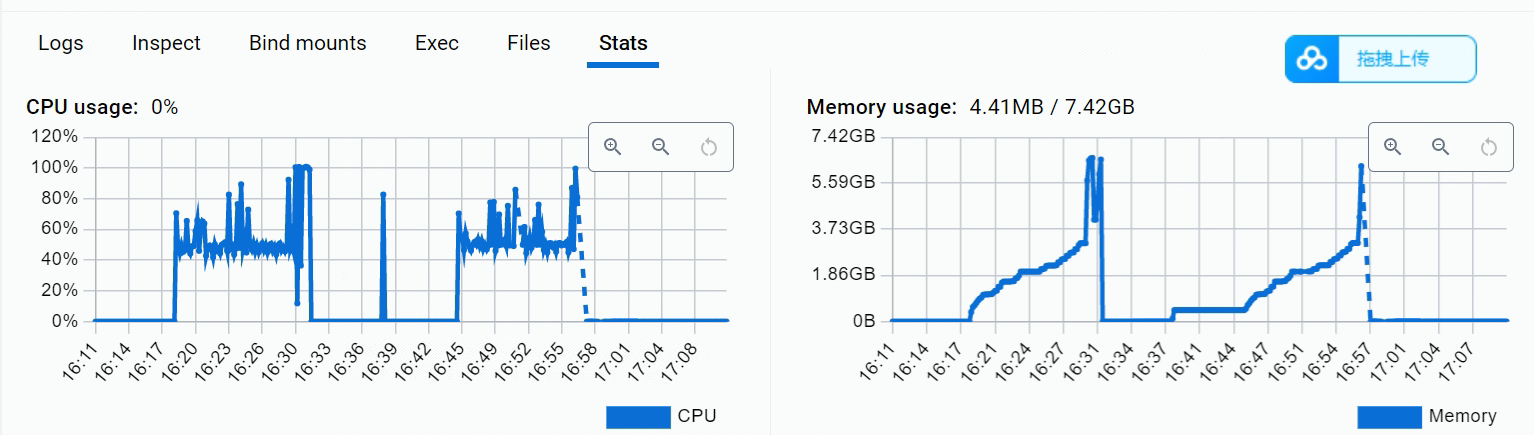 Logs Inspect Bind mounts Exec Files Stats
拖拽上传
CPU usage: 0%
120%
100%
80%
60%
40%
20%
0%
16:11 16:14 16:17 16:20 16:23 16:26 16:30 16:33 16:36 16:39 16:42 16:45 16:49 16:52 16:55 16:58 17:01 17:04 17:08
CPU
Memory usage: 4.41MB / 7.42GB
7.42GB
5.59GB
3.73GB
1.86GB
0B
16:11 16:14 16:17 16:21 16:24 16:27 16:31 16:34 16:37 16:41 16:44 16:47 16:51 16:54 16:57 17:01 17:04 17:07
Memory